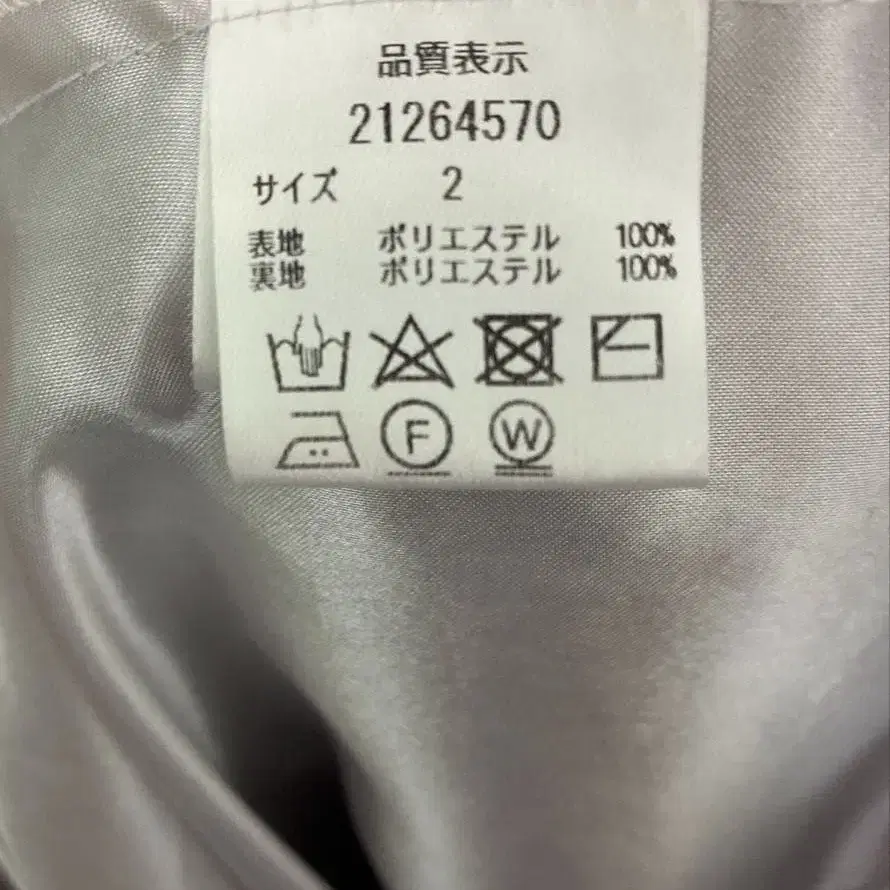 品質表示
21264570
サイズ 2
表地 ポリエステル 100%
裏地 ポリエステル 100%
F W